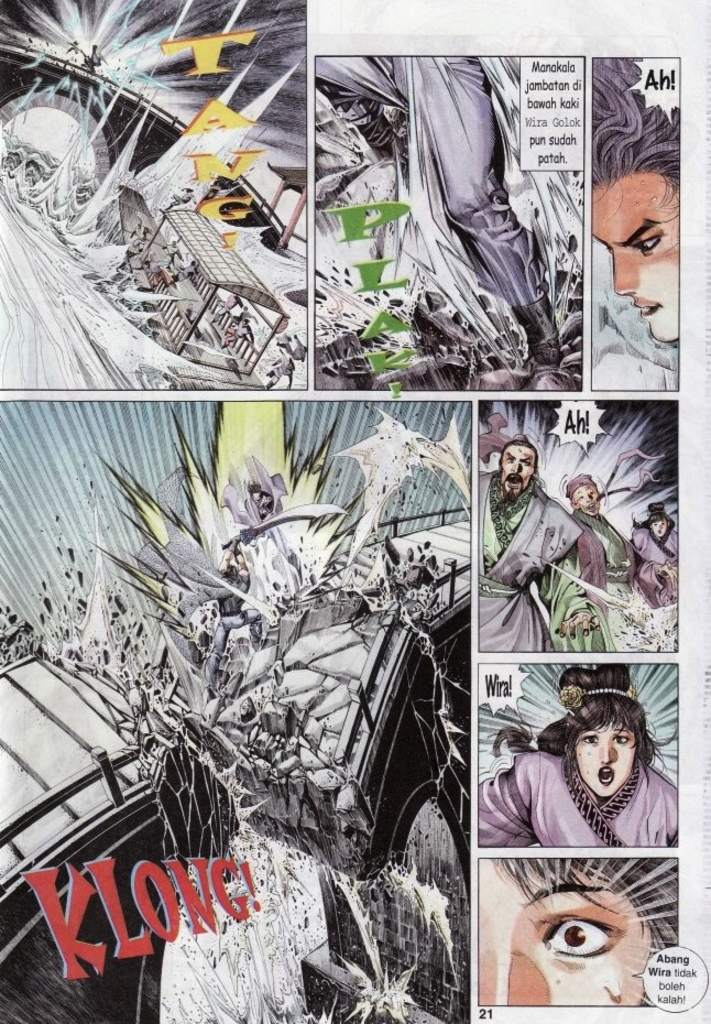 TANG!
PLAK!
Manakala
jambatan di
bawah kaki
Wira Golok
pun sudah
patah.
Ah!
KLONG!
Ah!
Wira!
Abang
Wira tidak
boleh
kalah!
21